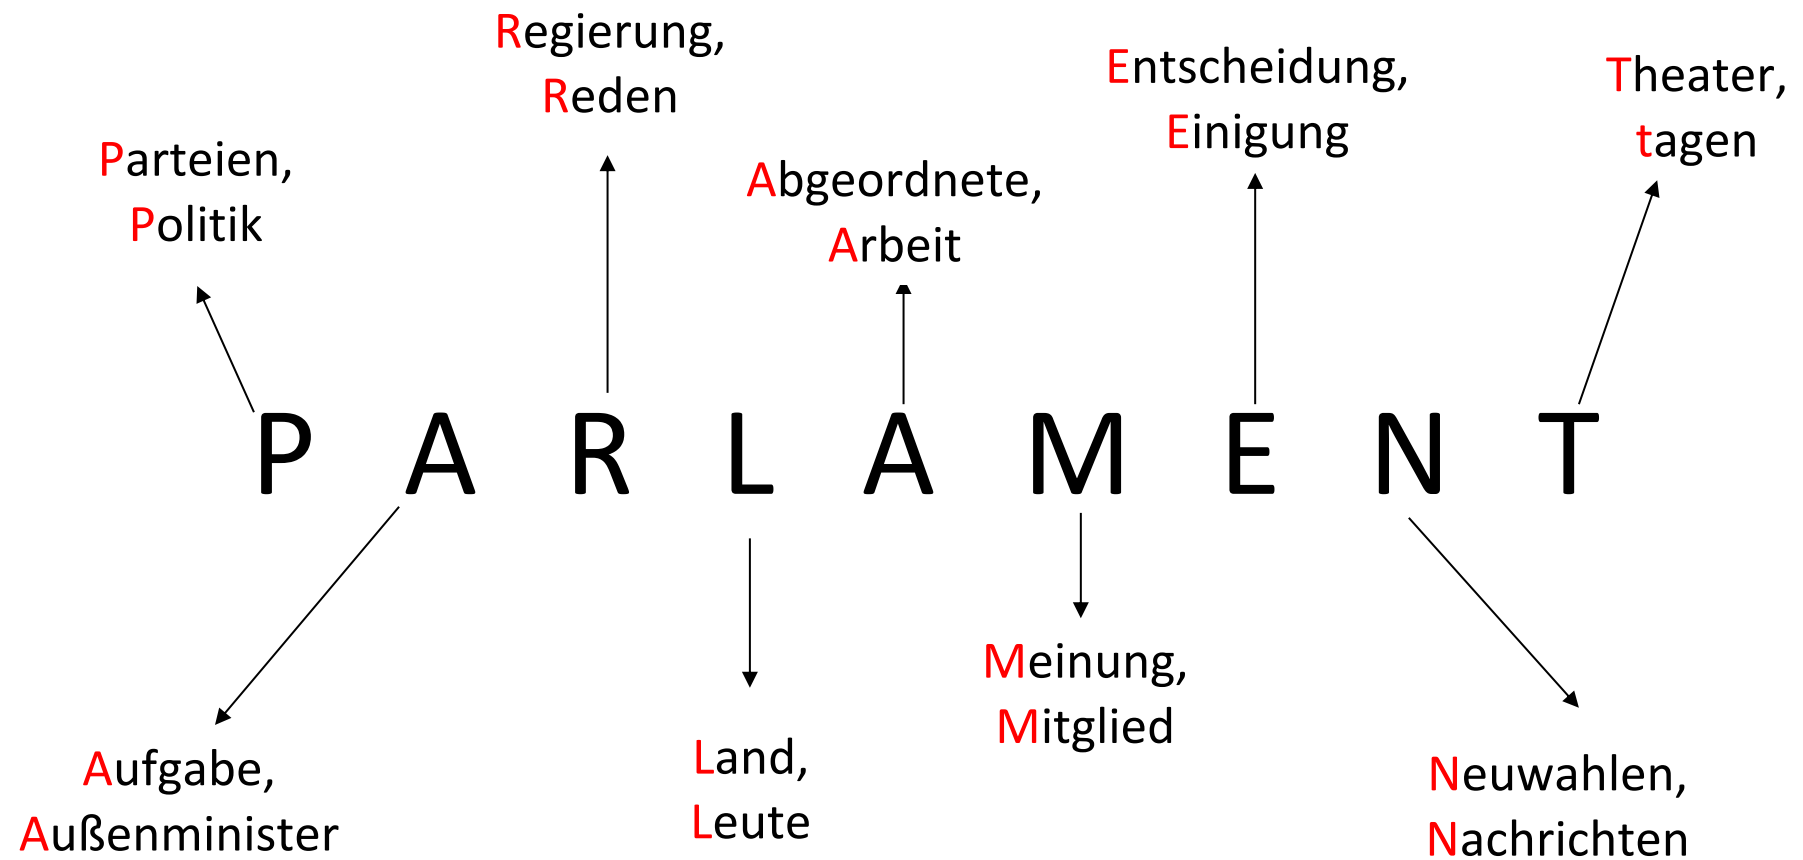 Regierung,
Reden
Entscheidung,
Einigung
Theater,
tagen
Parteien,
Politik
Abgeordnete,
Arbeit
P A R L A M E N T
Aufgabe,
Außenminister
Land,
Leute
Meinung,
Mitglied
Neuwahlen,
Nachrichten